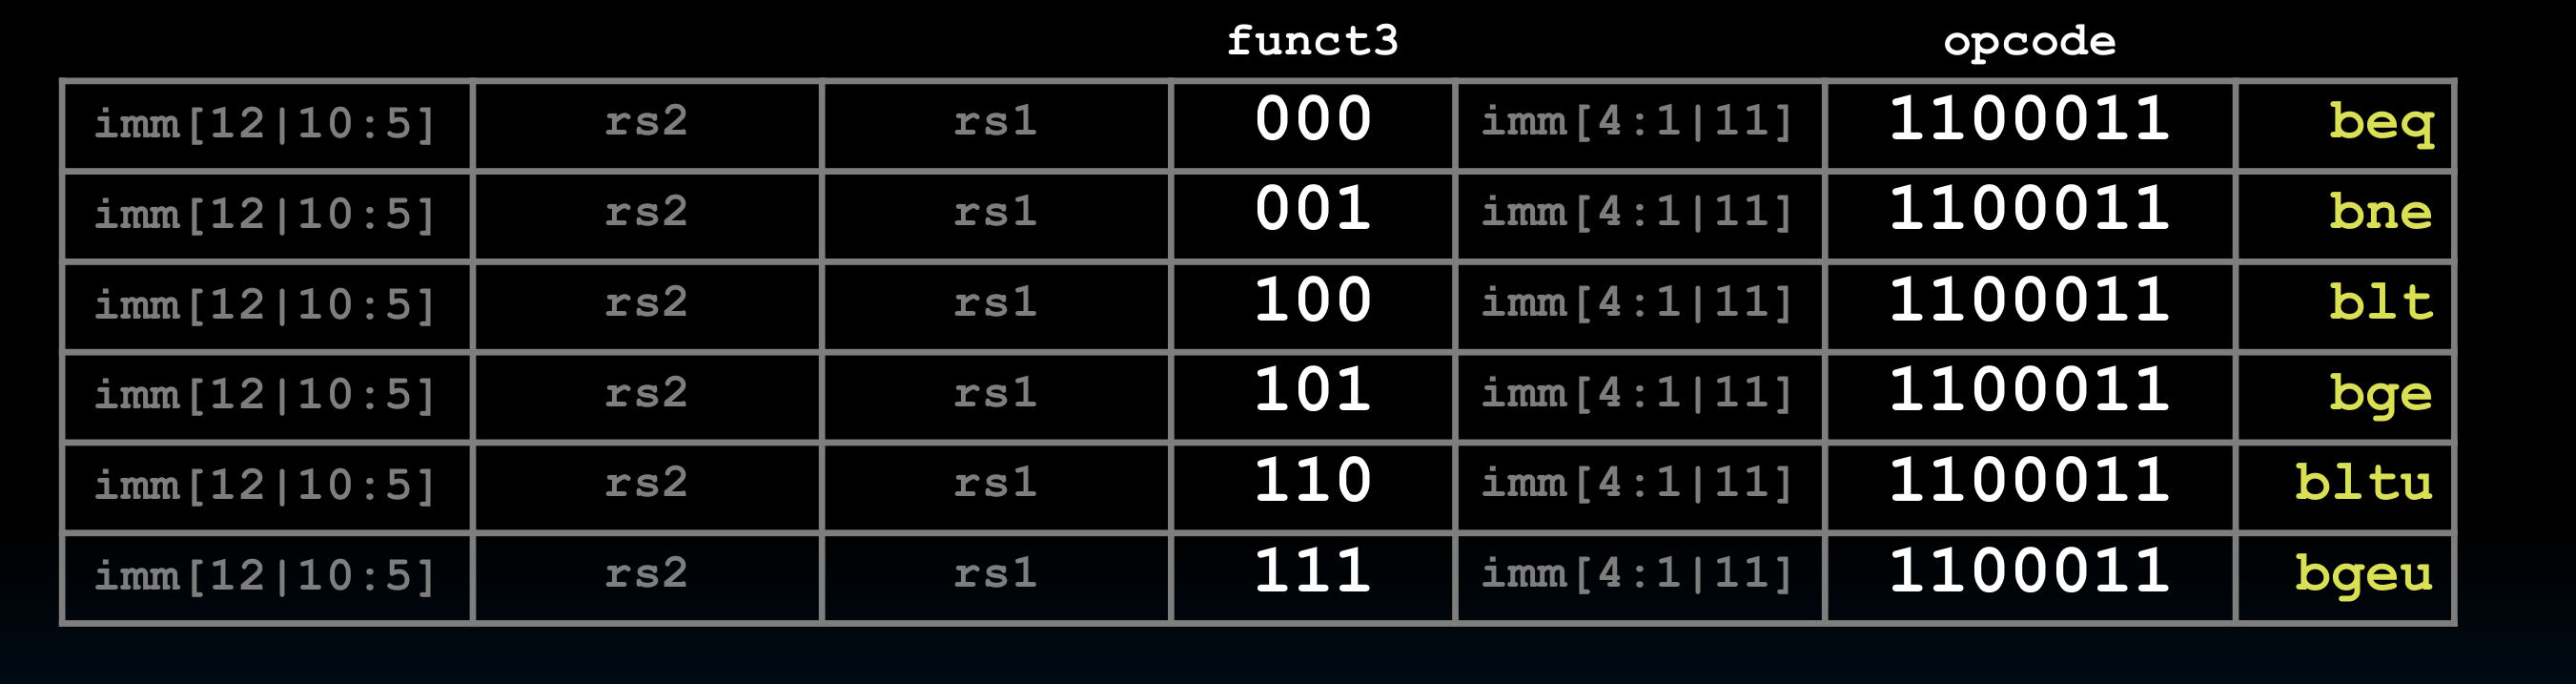 funct3 opcode
imm[12|10:5] rs2 rs1 000 imm[4:1|11] 1100011 beq
imm[12|10:5] rs2 rs1 001 imm[4:1|11] 1100011 bne
imm[12|10:5] rs2 rs1 100 imm[4:1|11] 1100011 blt
imm[12|10:5] rs2 rs1 101 imm[4:1|11] 1100011 bge
imm[12|10:5] rs2 rs1 110 imm[4:1|11] 1100011 bltu
imm[12|10:5] rs2 rs1 111 imm[4:1|11] 1100011 bgeu